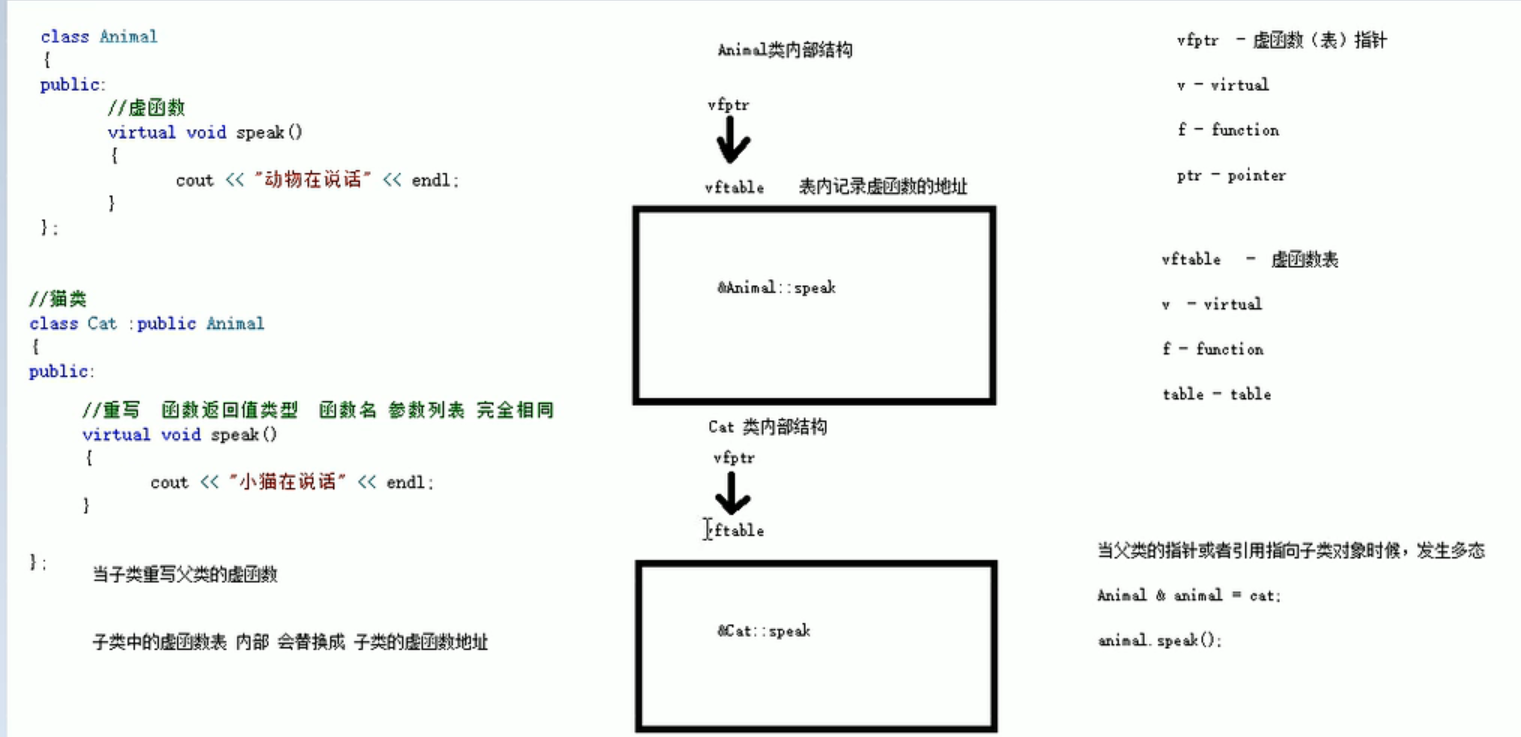 class Animal
{
public:
//虚函数
virtual void speak()
{
cout << "动物在说话" << endl;
}
};
//猫类
class Cat :public Animal
{
public:
//重写 函数返回值类型 函数名 参数列表 完全相同
virtual void speak()
{
cout << "小猫在说话" << endl;
}
};
当子类重写父类的虚函数
子类中的虚函数表 内部 会替换成 子类的虚函数地址
Animal类内部结构
vfptr
vftable 表内记录虚函数的地址
&Animal::speak
Cat 类内部结构
vfptr
vftable
&Cat::speak
vfptr - 虚函数（表）指针
v - virtual
f - function
ptr - pointer
vftable - 虚函数表
v - virtual
f - function
table - table
当父类的指针或者引用指向子类对象时候，发生多态
Animal & animal = cat;
animal.speak();